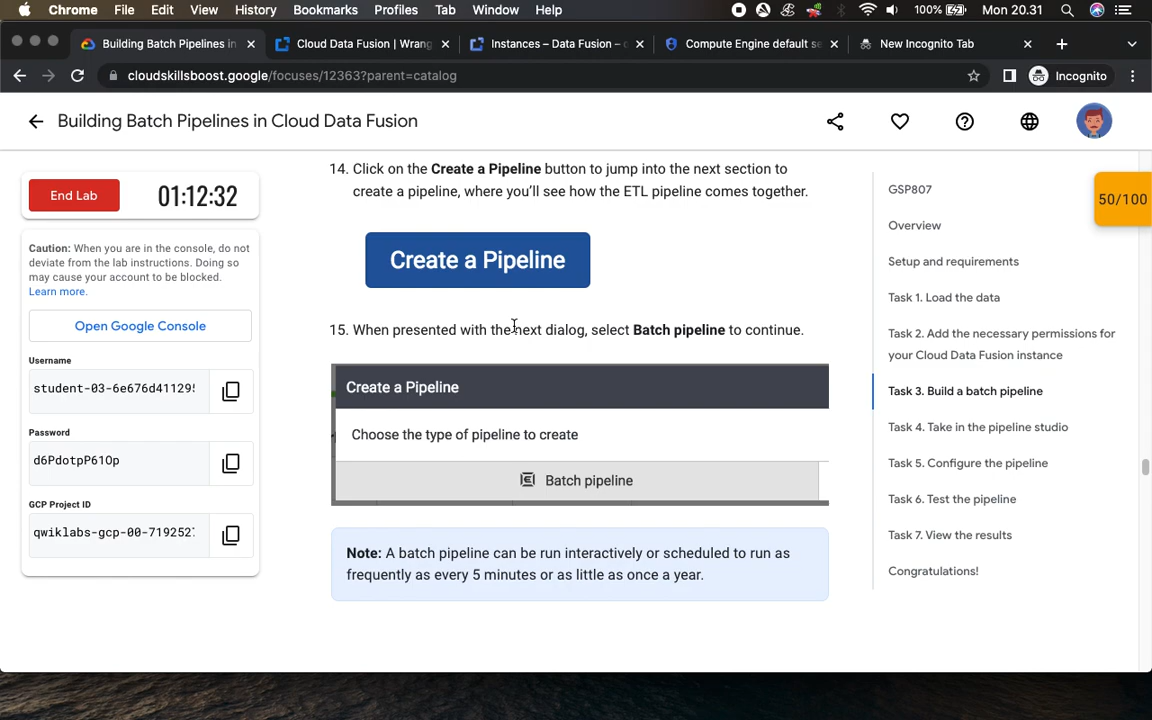 Chrome File Edit View History Bookmarks Profiles Tab Window Help 100% Mon 20.31
Building Batch Pipelines in Cloud Data Fusion | Wrang Instances – Data Fusion – Compute Engine default se New Incognito Tab
cloudskillsboost.google/focuses/12363?parent=catalog Incognito
Building Batch Pipelines in Cloud Data Fusion
End Lab 01:12:32
Caution: When you are in the console, do not
deviate from the lab instructions. Doing so
may cause your account to be blocked.
Learn more.
Open Google Console
Username
student-03-6e676d41129
Password
d6PdotpP61Op
GCP Project ID
qwiklabs-gcp-00-719252
14. Click on the Create a Pipeline button to jump into the next section to
create a pipeline, where you’ll see how the ETL pipeline comes together.
Create a Pipeline
15. When presented with the next dialog, select Batch pipeline to continue.
Create a Pipeline
Choose the type of pipeline to create
Batch pipeline
Note: A batch pipeline can be run interactively or scheduled to run as
frequently as every 5 minutes or as little as once a year.
GSP807
Overview
Setup and requirements
Task 1. Load the data
Task 2. Add the necessary permissions for
your Cloud Data Fusion instance
Task 3. Build a batch pipeline
Task 4. Take in the pipeline studio
Task 5. Configure the pipeline
Task 6. Test the pipeline
Task 7. View the results
Congratulations!
50/100